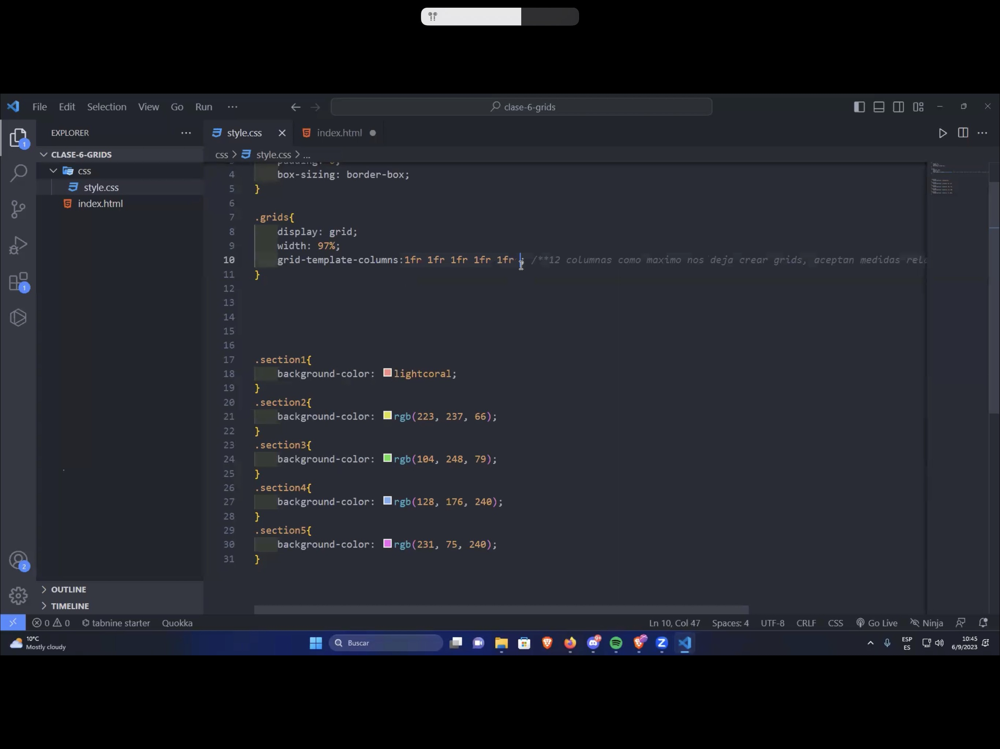 File Edit Selection View Go Run ···
clase-6-grids
EXPLORER ···
style.css
index.html
CLASE-6-GRIDS
css > style.css > ...
css
style.css
index.html
4 box-sizing: border-box;
5 }
6
7 .grids{
8 display: grid;
9 width: 97%;
10 grid-template-columns:1fr 1fr 1fr 1fr 1fr ; /**12 columnas como maximo nos deja crear grids, aceptan medidas
11 }
12
13
14
15
16
17 .section1{
18 background-color: lightcoral;
19 }
20 .section2{
21 background-color: rgb(223, 237, 66);
22 }
23 .section3{
24 background-color: rgb(104, 248, 79);
25 }
26 .section4{
27 background-color: rgb(128, 176, 240);
28 }
29 .section5{
30 background-color: rgb(231, 75, 240);
31 }
1
1
2
OUTLINE
TIMELINE
0 0 tabnine starter Quokka
Ln 10, Col 47 Spaces: 4 UTF-8 CRLF CSS Go Live Ninja
10°C
Mostly cloudy
Buscar
9+
ESP
ES
10:45
6/9/2023